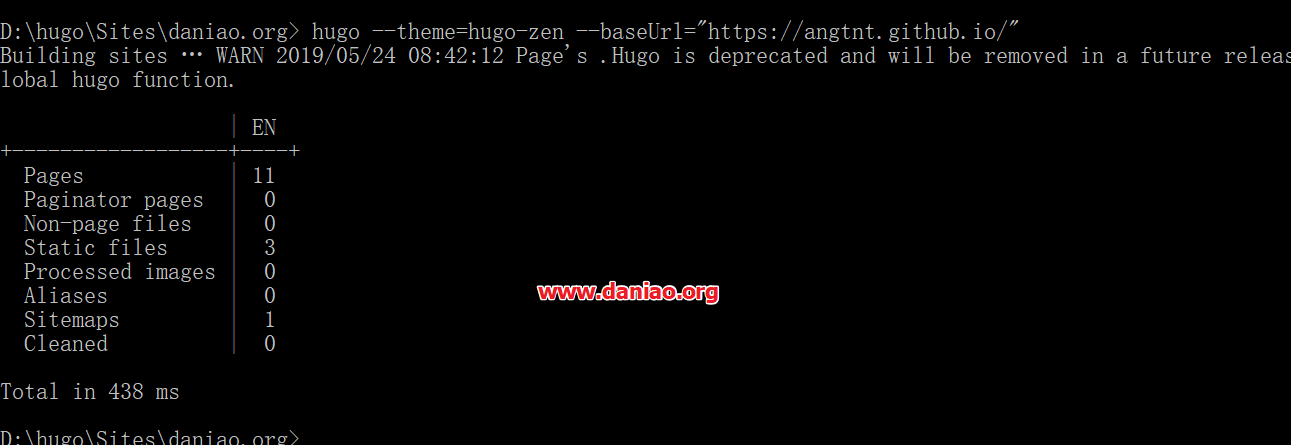 D:\hugo\Sites\daniao.org> hugo --theme=hugo-zen --baseUrl="https://angtnt.github.io/"
Building sites … WARN 2019/05/24 08:42:12 Page's .Hugo is deprecated and will be removed in a future releas
lobal hugo function.
| EN
+------------------+----+
Pages | 11
Paginator pages | 0
Non-page files | 0
Static files | 3
Processed images | 0
Aliases | 0
www.daniao.org
Sitemaps | 1
Cleaned | 0
Total in 438 ms
D:\hugo\Sites\daniao.org>